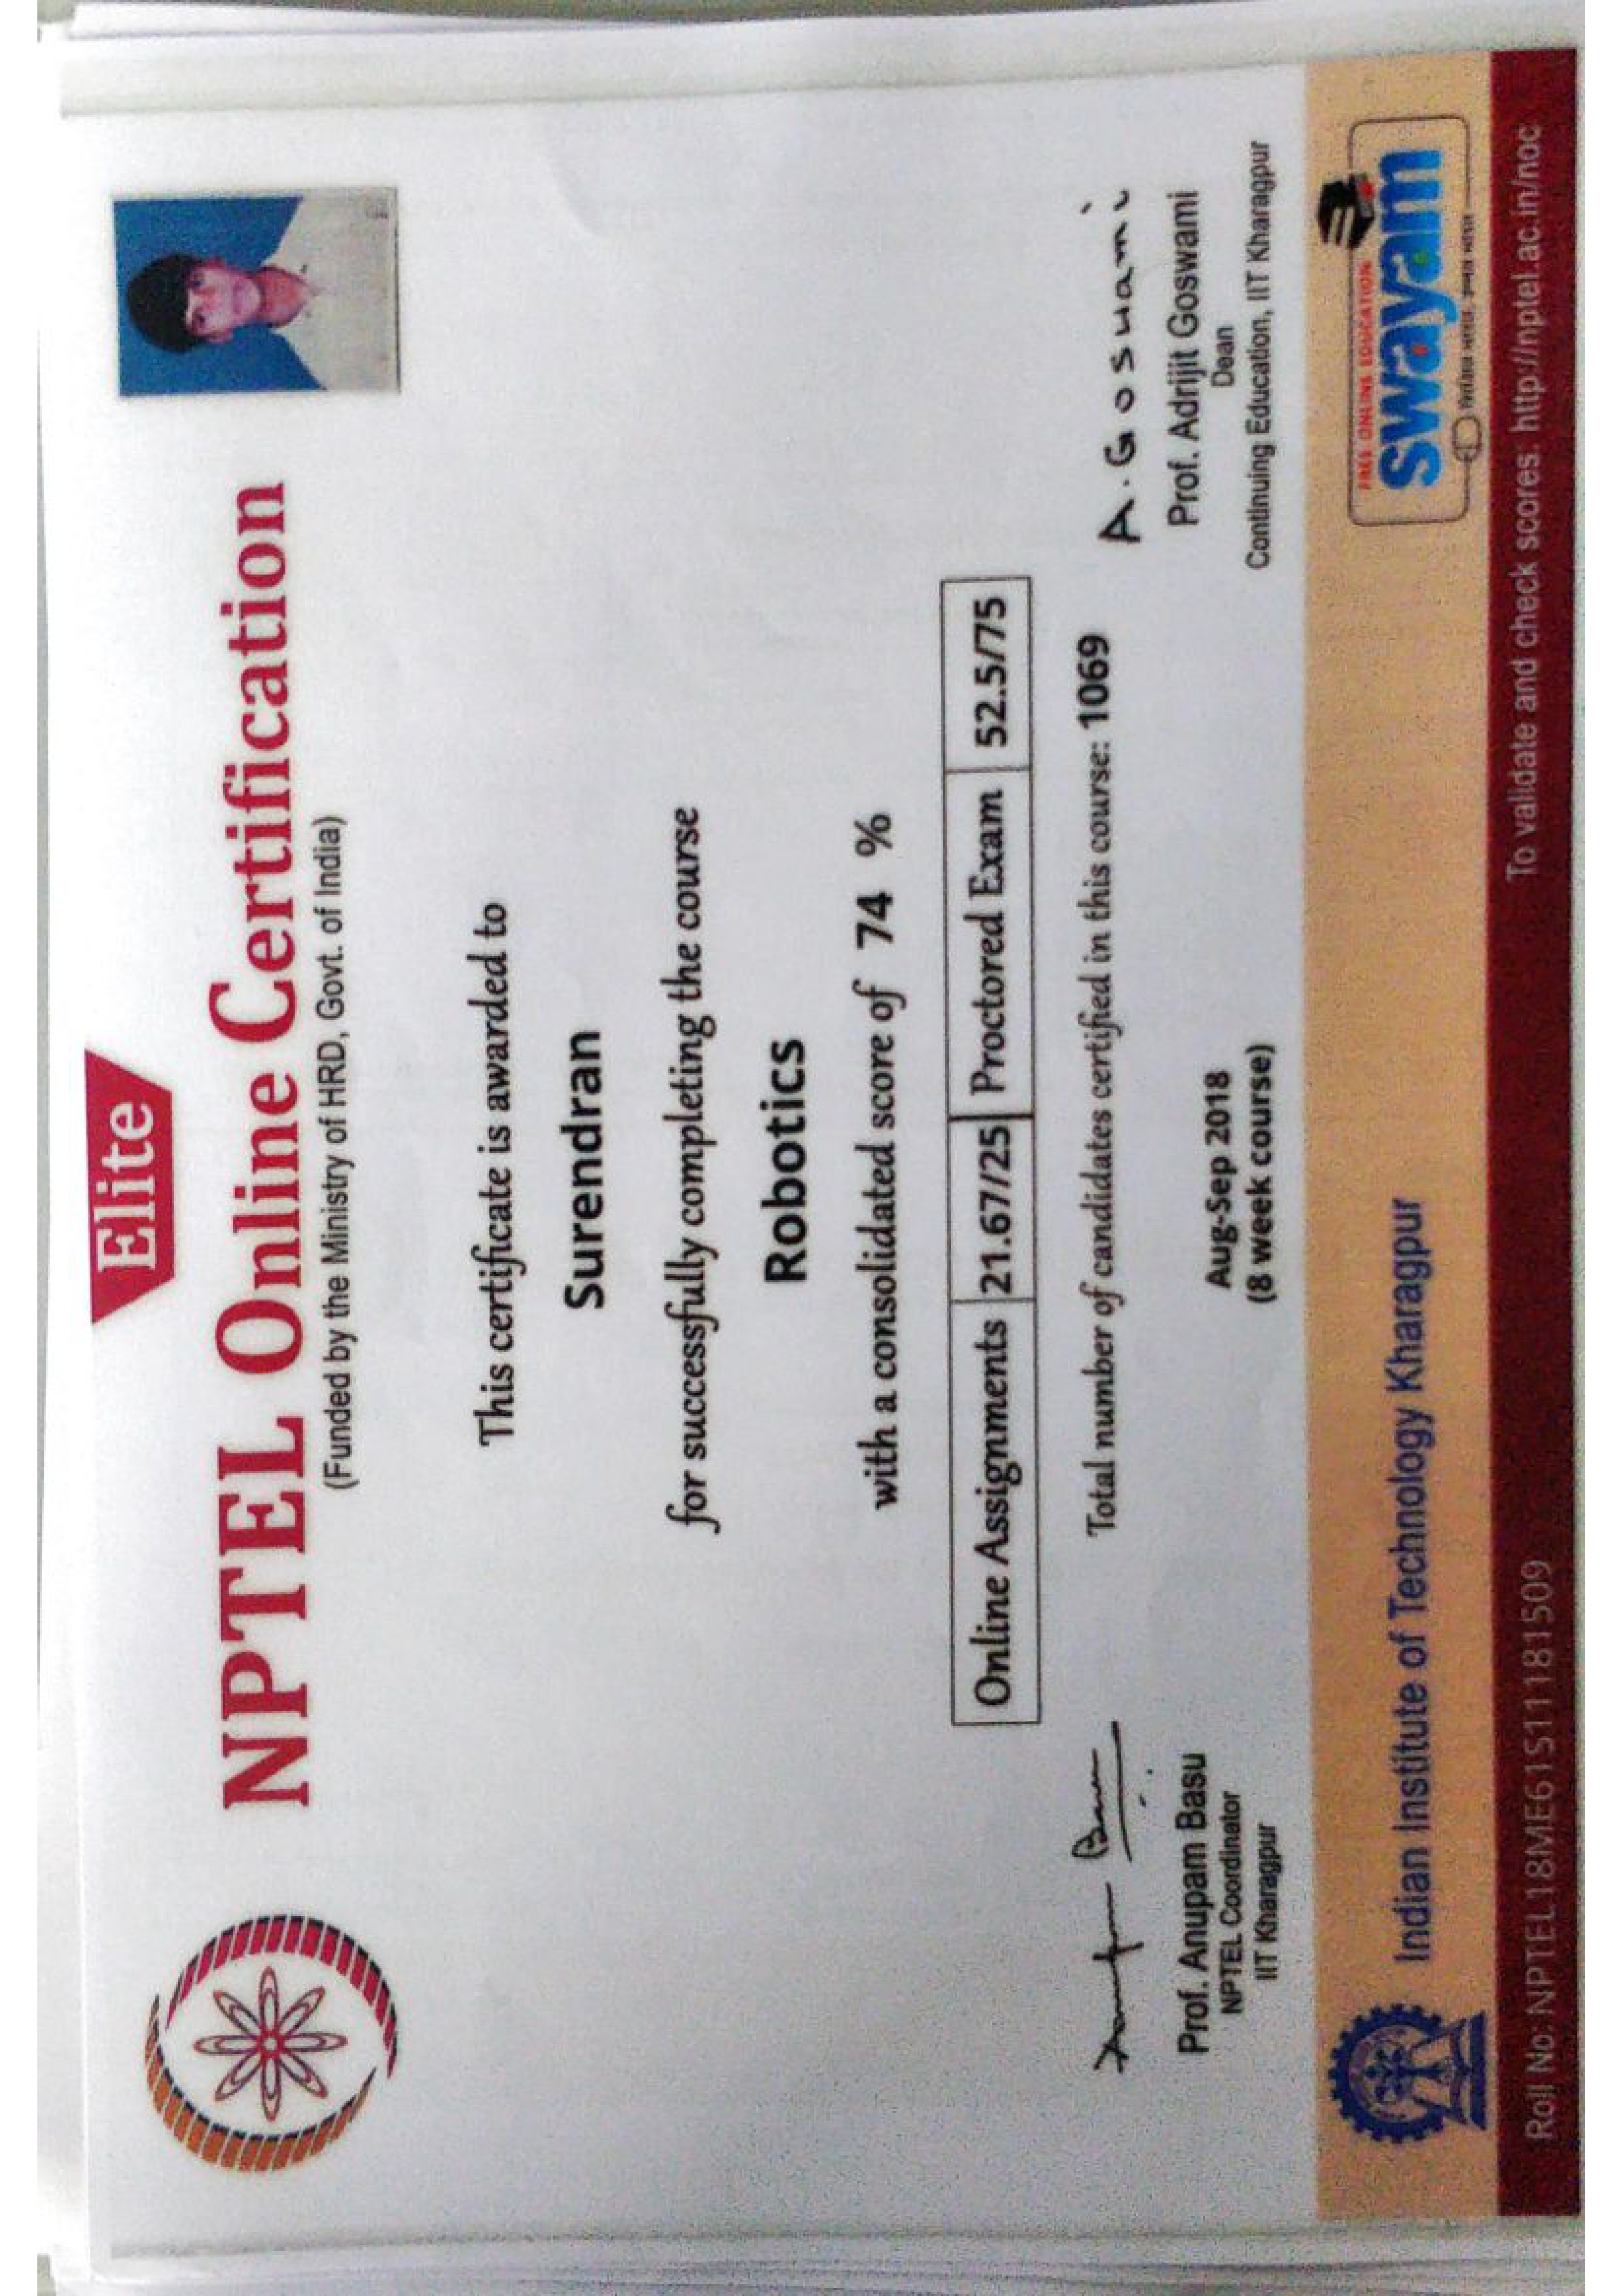 Elite
NPTEL Online Certification
(Funded by the Ministry of HRD, Govt. of India)
This certificate is awarded to
Surendran
for successfully completing the course
Robotics
with a consolidated score of 74 %
Online Assignments 21.67/25 Proctored Exam 52.5/75
Total number of candidates certified in this course: 1069
A. Goswami
Prof. Anupam Basu
NPTEL Coordinator
IIT Kharagpur
Aug-Sep 2018
(8 week course)
Prof. Adrijit Goswami
Dean
Continuing Education, IIT Kharagpur
Indian Institute of Technology Kharagpur
FREE ONLINE EDUCATION
swayam
Roll No: NPTEL18ME61S11181509
To validate and check scores: http://nptel.ac.in/noc